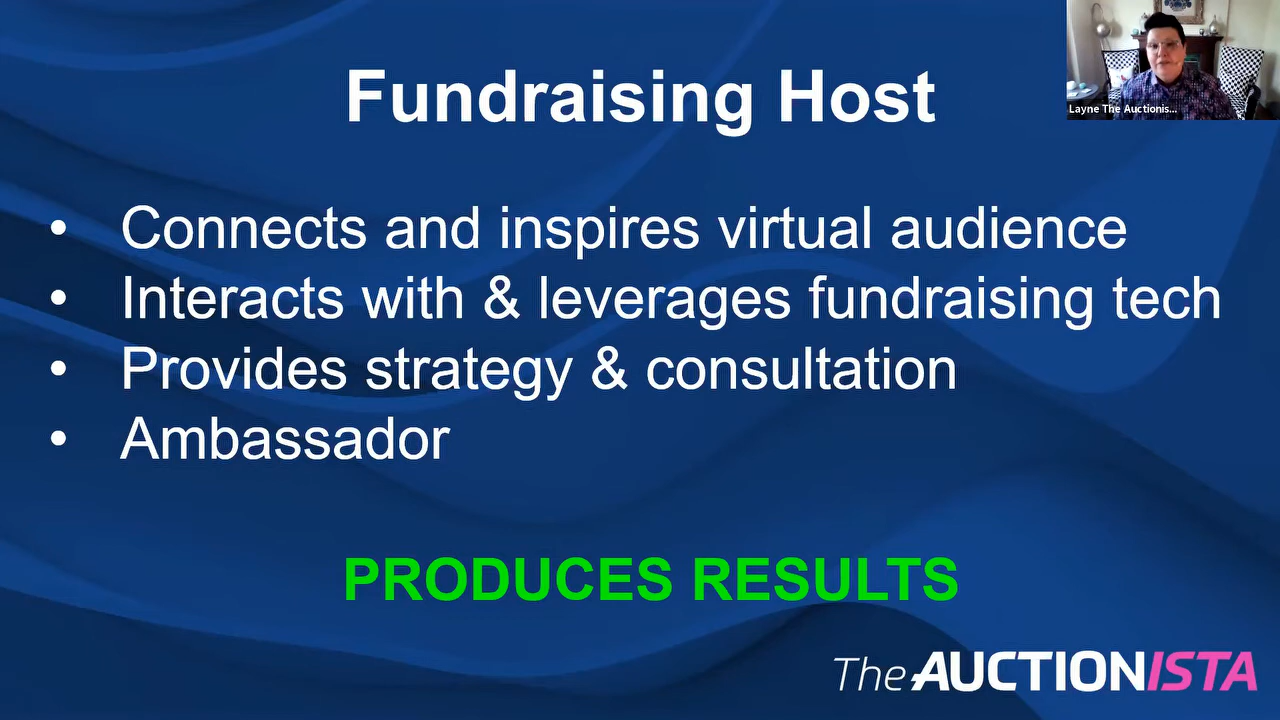 Fundraising Host
Layne The Auctionis...
• Connects and inspires virtual audience
• Interacts with & leverages fundraising tech
• Provides strategy & consultation
• Ambassador
PRODUCES RESULTS
The AUCTIONISTA